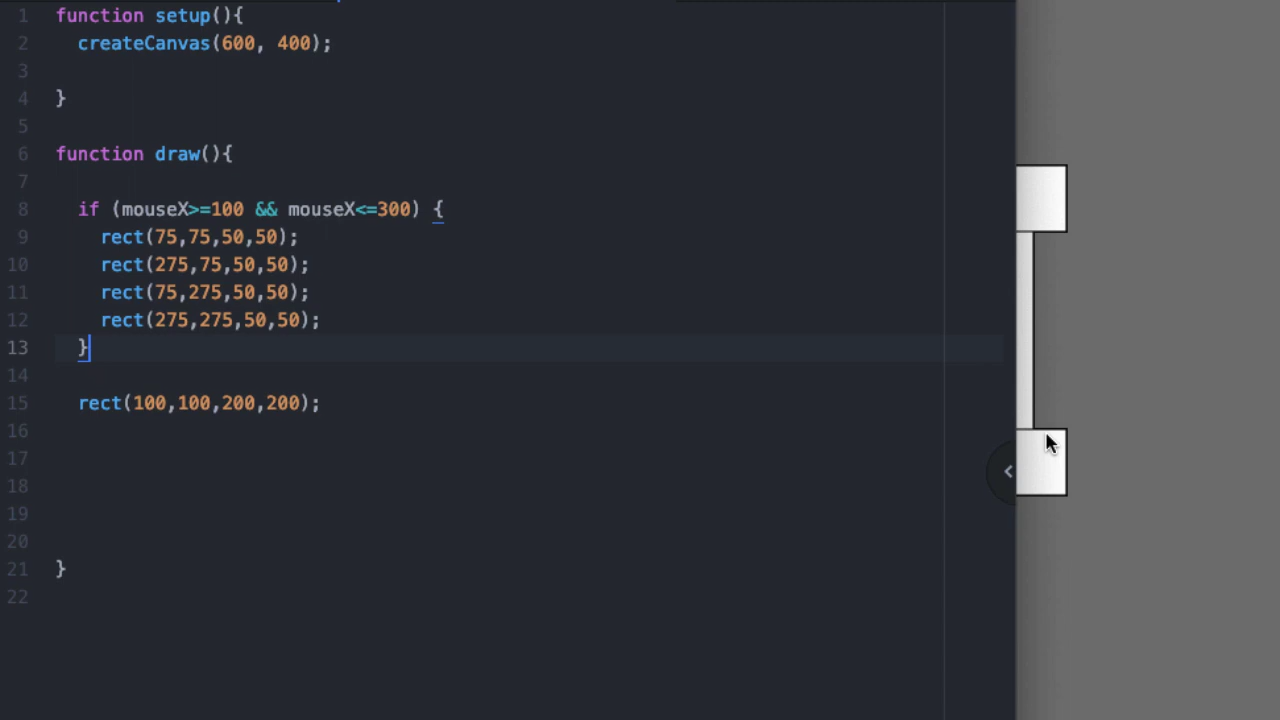 1 function setup(){
2 createCanvas(600, 400);
3
4 }
5
6 function draw(){
7
8 if (mouseX>=100 && mouseX<=300) {
9 rect(75,75,50,50);
10 rect(275,75,50,50);
11 rect(75,275,50,50);
12 rect(275,275,50,50);
13 }
14
15 rect(100,100,200,200);
16
17
18
19
20
21 }
22